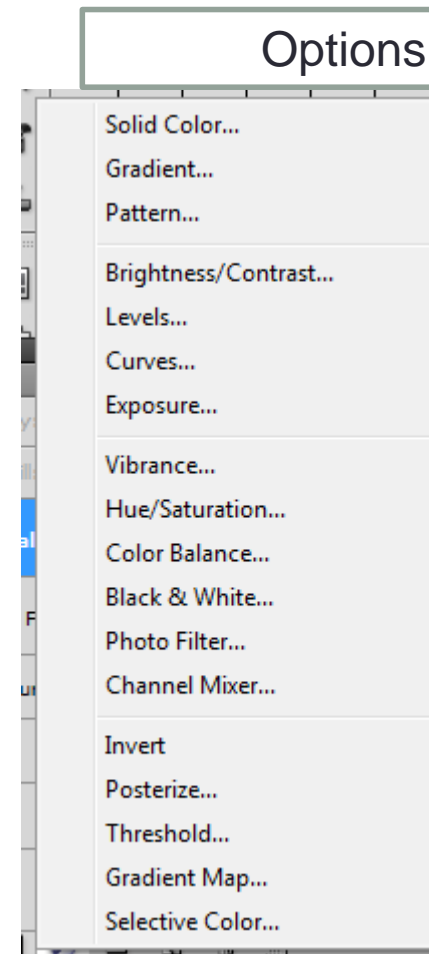 Options
Solid Color...
Gradient...
Pattern...
Brightness/Contrast...
Levels...
Curves...
Exposure...
Vibrance...
Hue/Saturation...
Color Balance...
Black & White...
Photo Filter...
Channel Mixer...
Invert
Posterize...
Threshold...
Gradient Map...
Selective Color...